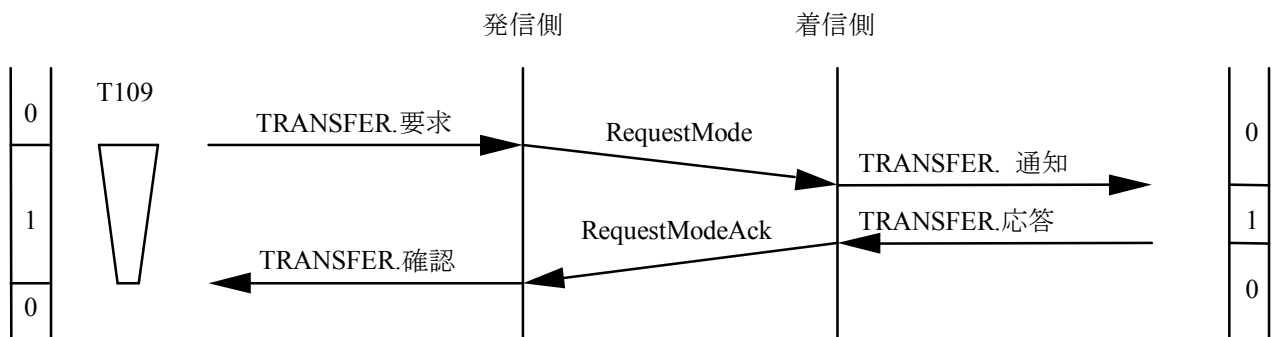 発信側 着信側
T109
0 TRANSFER.要求 RequestMode 0
TRANSFER. 通知
1 RequestModeAck TRANSFER.応答 1
TRANSFER.確認
0 0